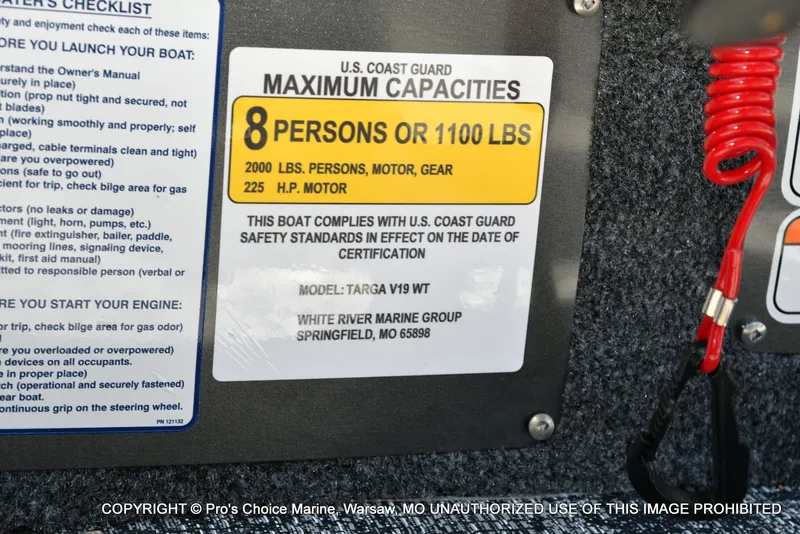 ATER'S CHECKLIST
ety and enjoyment check each of these items:
ORE YOU LAUNCH YOUR BOAT:
rstand the Owner's Manual
urely in place)
tion (prop nut tight and secured, not
t blades)
n (working smoothly and properly; self
place)
harged, cable terminals clean and tight)
are you overpowered)
ons (safe to go out)
cient for trip, check bilge area for gas
ctors (no leaks or damage)
ment (light, horn, pumps, etc.)
nt (fire extinguisher, bailer, paddle,
mooring lines, signaling device,
kit, first aid manual)
tted to responsible person (verbal or
RE YOU START YOUR ENGINE:
or trip, check bilge area for gas odor)
re you overloaded or overpowered)
n devices on all occupants.
e in proper place)
tch (operational and securely fastened)
ear boat.
ontinuous grip on the steering wheel.
PN 121132
U.S. COAST GUARD
MAXIMUM CAPACITIES
8 PERSONS OR 1100 LBS
2000 LBS. PERSONS, MOTOR, GEAR
225 H.P. MOTOR
THIS BOAT COMPLIES WITH U.S. COAST GUARD
SAFETY STANDARDS IN EFFECT ON THE DATE OF
CERTIFICATION
MODEL: TARGA V19 WT
WHITE RIVER MARINE GROUP
SPRINGFIELD, MO 65898
COPYRIGHT © Pro's Choice Marine, Warsaw, MO UNAUTHORIZED USE OF THIS IMAGE PROHIBITED